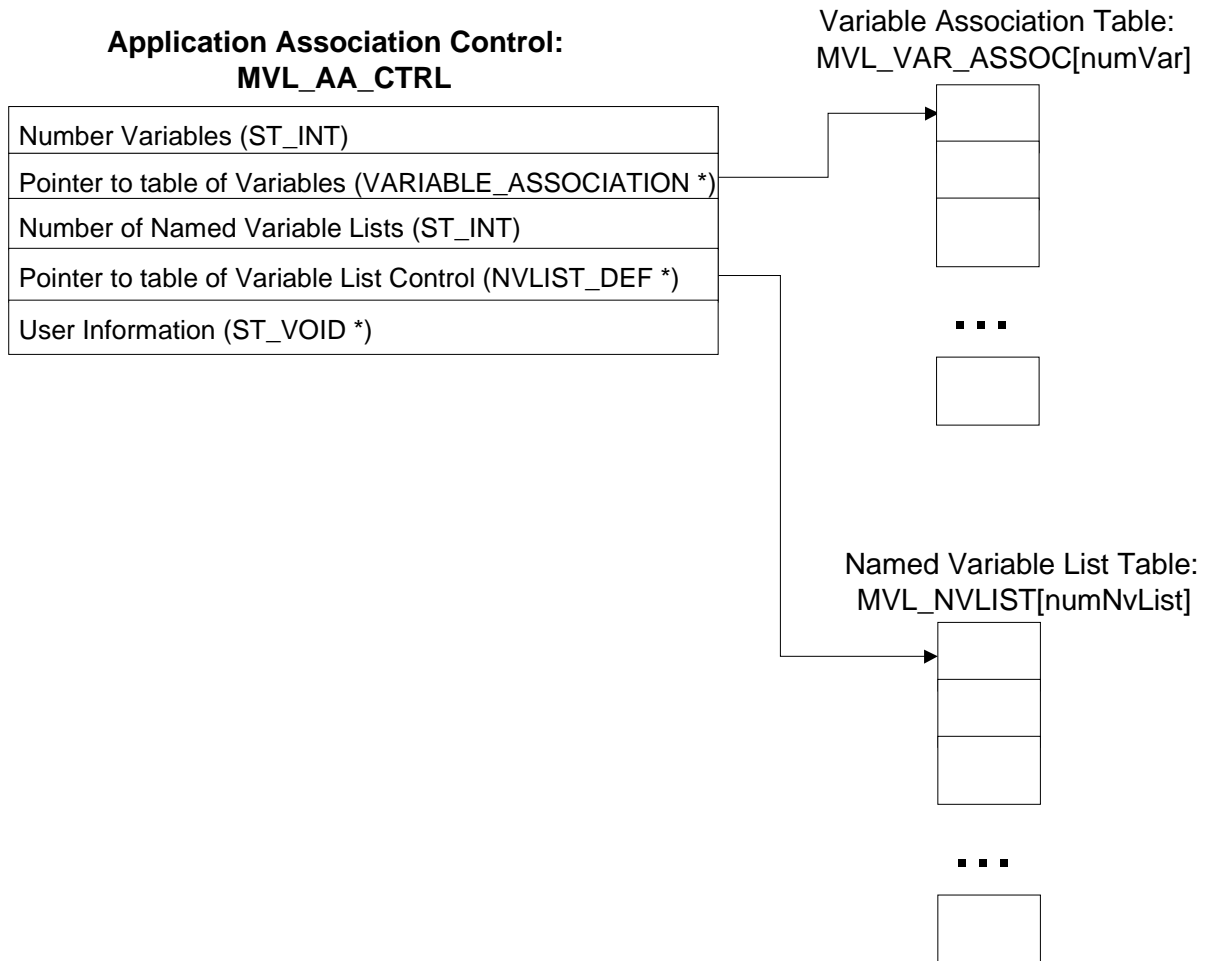 Application Association Control:
MVL_AA_CTRL
Number Variables (ST_INT)
Pointer to table of Variables (VARIABLE_ASSOCIATION *)
Number of Named Variable Lists (ST_INT)
Pointer to table of Variable List Control (NVLIST_DEF *)
User Information (ST_VOID *)
Variable Association Table:
MVL_VAR_ASSOC[numVar]
...
Named Variable List Table:
MVL_NVLIST[numNvList]
...